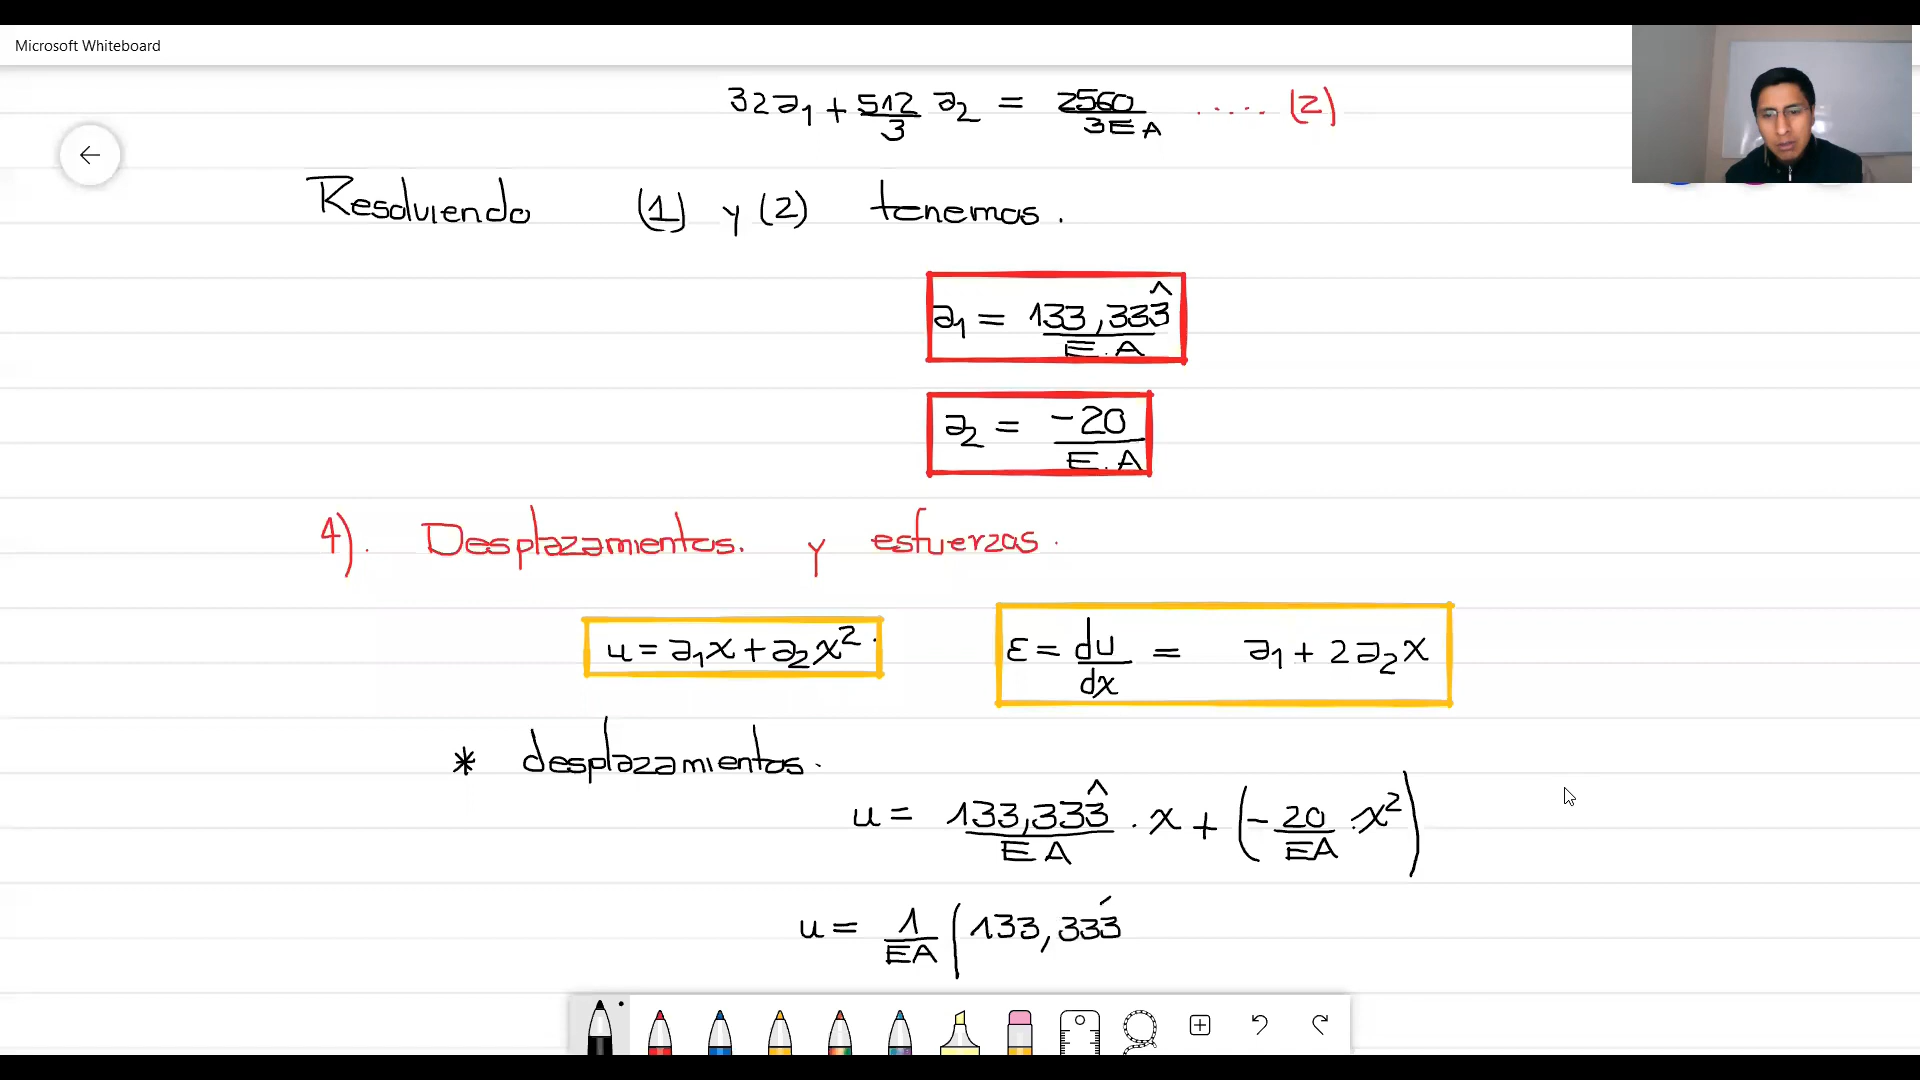 Microsoft Whiteboard
32a₁ + 512/3 a₂ = 2560/3EA ..... (2)
Resolviendo (1) y (2) tenemos.
a₁ = 133,333̂/E.A
a₂ = -20/E.A
4). Desplazamientos. y esfuerzos.
u = a₁x + a₂x² ε = du/dx = a₁ + 2a₂x
* desplazamientos.
u = 133,333̂/EA . x + (-20/EA .x²)
u = 1/EA (133,333́